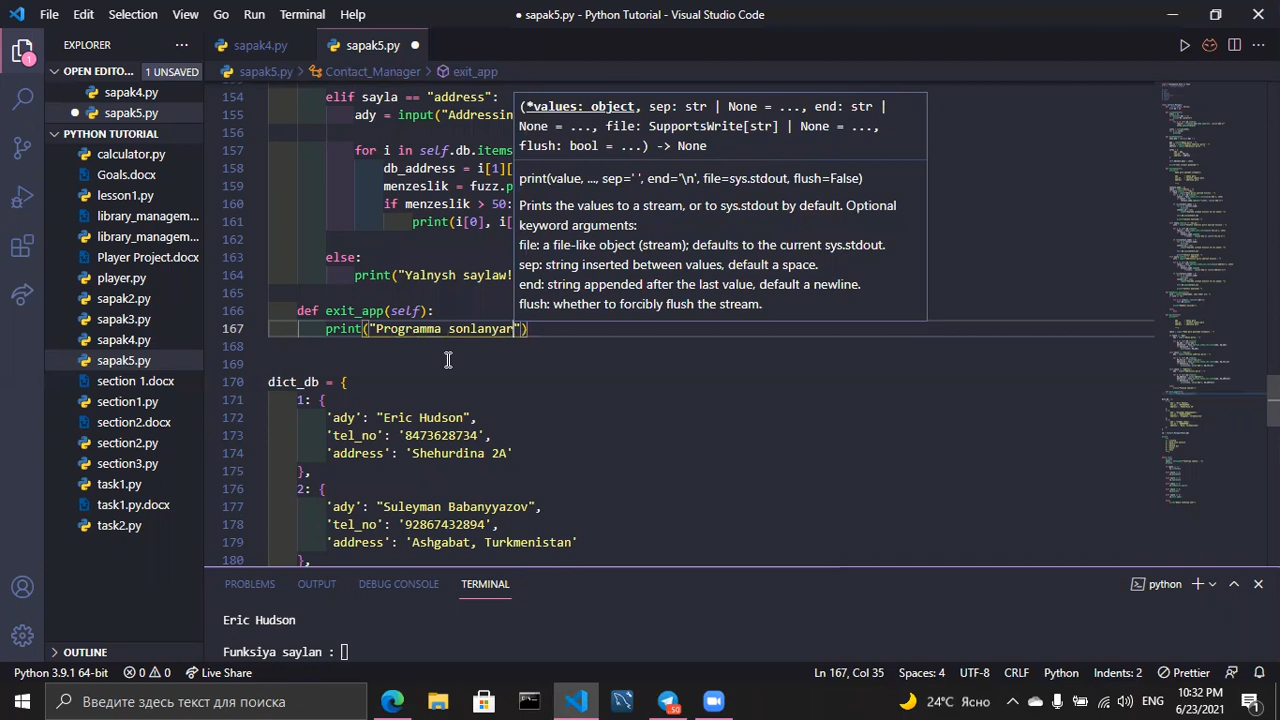 File Edit Selection View Go Run Terminal Help
● sapak5.py - Python Tutorial - Visual Studio Code
EXPLORER
sapak4.py
sapak5.py
OPEN EDITO... 1 UNSAVED
sapak4.py
sapak5.py
PYTHON TUTORIAL
calculator.py
Goals.docx
lesson1.py
library_managem...
library_managem...
Player Project.docx
player.py
sapak2.py
sapak3.py
sapak4.py
sapak5.py
section 1.docx
section1.py
section2.docx
section2.py
section3.py
task1.py
task1.py.docx
task2.py
OUTLINE
sapak5.py > Contact_Manager > exit_app
154 elif sayla == "address":
155 ady = input("Addressin
156
157 for i in self.db.items
158 db_address = i[1][
159 menzeslik = fuzz.p
160 if menzeslik
161 print(i[0], i[
162
163 else:
164 print("Yalnysh saylaw!
165
166 def exit_app(self):
167 print("Programma sonlanyar")
168
169
170 dict_db = {
171 1: {
172 'ady': "Eric Hudson",
173 'tel_no': '8473628734',
174 'address': 'Shehurdina 2A'
175 },
176 2: {
177 'ady': "Suleyman Babanyyazov",
178 'tel_no': '92867432894',
179 'address': 'Ashgabat, Turkmenistan'
180 },
(*values: object, sep: str | None = ..., end: str |
None = ..., file: SupportsWrite[str] | None = ...,
flush: bool = ...) -> None
print(value, ..., sep=' ', end='\n', file=sys.stdout, flush=False)
Prints the values to a stream, or to sys.stdout by default. Optional
keyword arguments:
file: a file-like object (stream); defaults to the current sys.stdout.
sep: string inserted between values, default a space.
end: string appended after the last value, default a newline.
flush: whether to forcibly flush the stream.
PROBLEMS OUTPUT DEBUG CONSOLE TERMINAL
python
Eric Hudson
Funksiya saylan :
Python 3.9.1 64-bit 0 0 Live Share
Ln 167, Col 35 Spaces: 4 UTF-8 CRLF Python Indents: 2 Prettier
Введите здесь текст для поиска
50
24°C Ясно
ENG
10:32 PM
6/23/2021
1